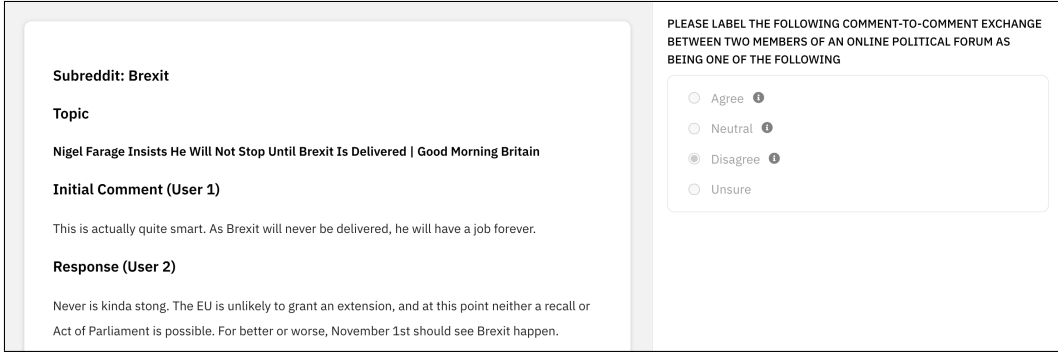 Subreddit: Brexit
Topic
Nigel Farage Insists He Will Not Stop Until Brexit Is Delivered | Good Morning Britain
Initial Comment (User 1)
This is actually quite smart. As Brexit will never be delivered, he will have a job forever.
Response (User 2)
Never is kinda stong. The EU is unlikely to grant an extension, and at this point neither a recall or
Act of Parliament is possible. For better or worse, November 1st should see Brexit happen.
PLEASE LABEL THE FOLLOWING COMMENT-TO-COMMENT EXCHANGE
BETWEEN TWO MEMBERS OF AN ONLINE POLITICAL FORUM AS
BEING ONE OF THE FOLLOWING
Agree
Neutral
Disagree
Unsure